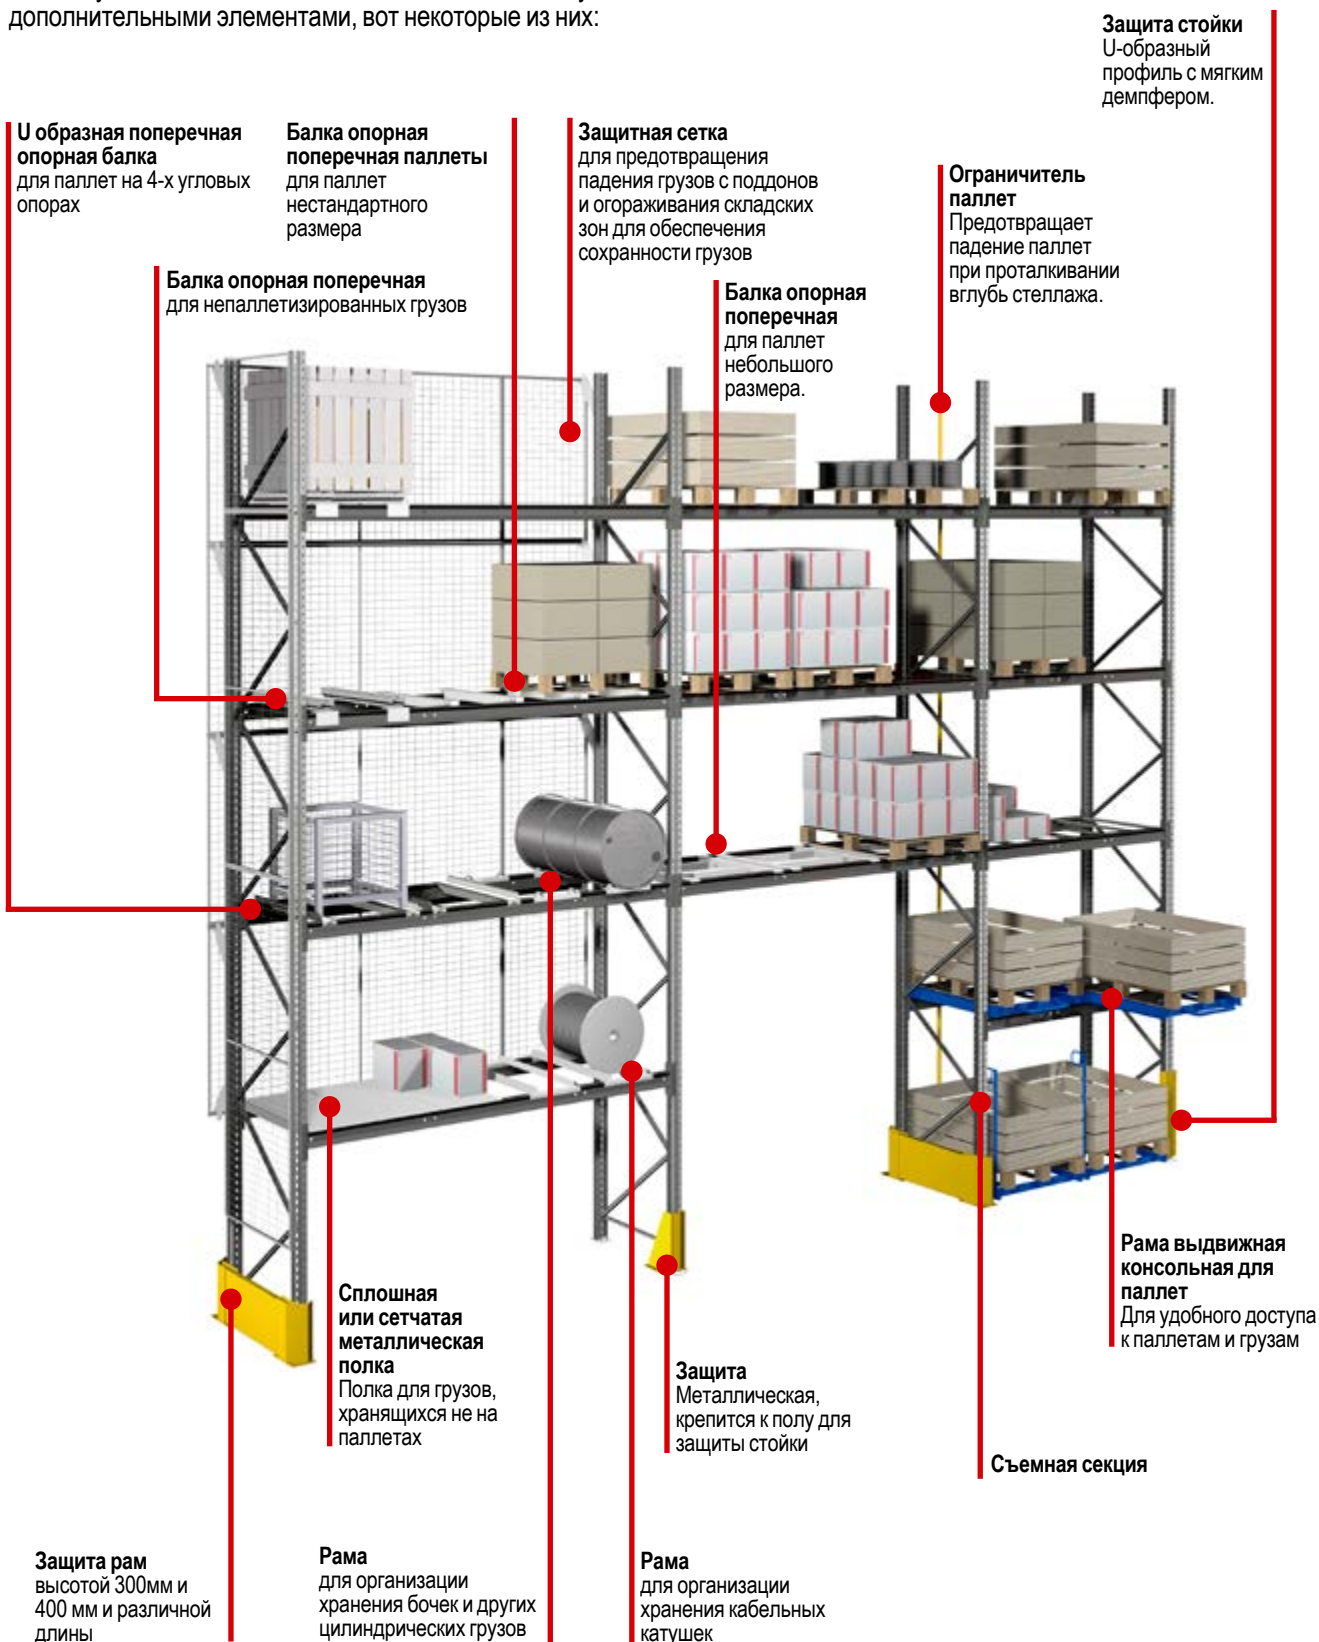 дополнительными элементами, вот некоторые из них:
Защита стойки
U-образный
профиль с мягким
демпфером.
U образная поперечная
опорная балка
для паллет на 4-х угловых
опорах
Балка опорная
поперечная паллеты
для паллет
нестандартного
размера
Защитная сетка
для предотвращения
падения грузов с поддонов
и огораживания складских
зон для обеспечения
сохранности грузов
Ограничитель
паллет
Предотвращает
падение паллет
при проталкивании
вглубь стеллажа.
Балка опорная поперечная
для непаллетизированных грузов
Балка опорная
поперечная
для паллет
небольшого
размера.
Рама выдвижная
консольная для
паллет
Для удобного доступа
к паллетам и грузам
Сплошная
или сетчатая
металлическая
полка
Полка для грузов,
хранящихся не на
паллетах
Защита
Металлическая,
крепится к полу для
защиты стойки
Съемная секция
Защита рам
высотой 300мм и
400 мм и различной
длины
Рама
для организации
хранения бочек и других
цилиндрических грузов
Рама
для организации
хранения кабельных
катушек